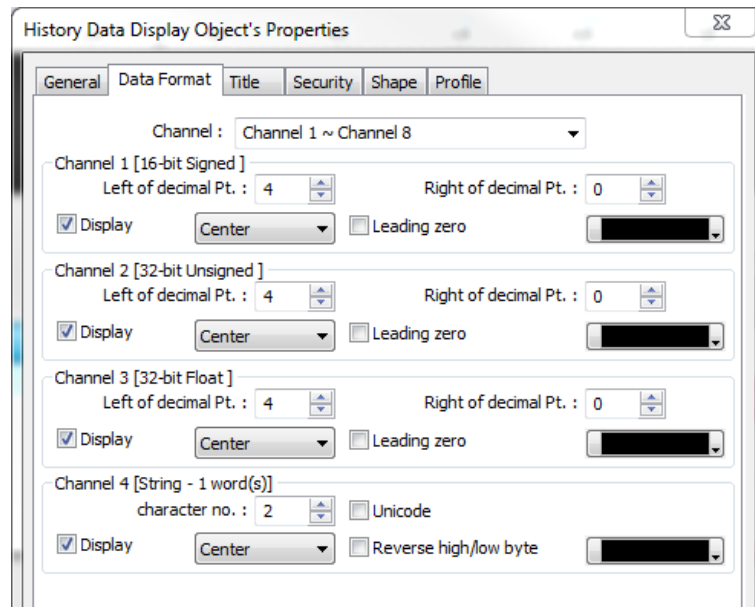 History Data Display Object's Properties
General Data Format Title Security Shape Profile
Channel : Channel 1 ~ Channel 8
Channel 1 [16-bit Signed ]
Left of decimal Pt. : 4 Right of decimal Pt. : 0
Display Center Leading zero
Channel 2 [32-bit Unsigned ]
Left of decimal Pt. : 4 Right of decimal Pt. : 0
Display Center Leading zero
Channel 3 [32-bit Float ]
Left of decimal Pt. : 4 Right of decimal Pt. : 0
Display Center Leading zero
Channel 4 [String - 1 word(s)]
character no. : 2 Unicode
Display Center Reverse high/low byte